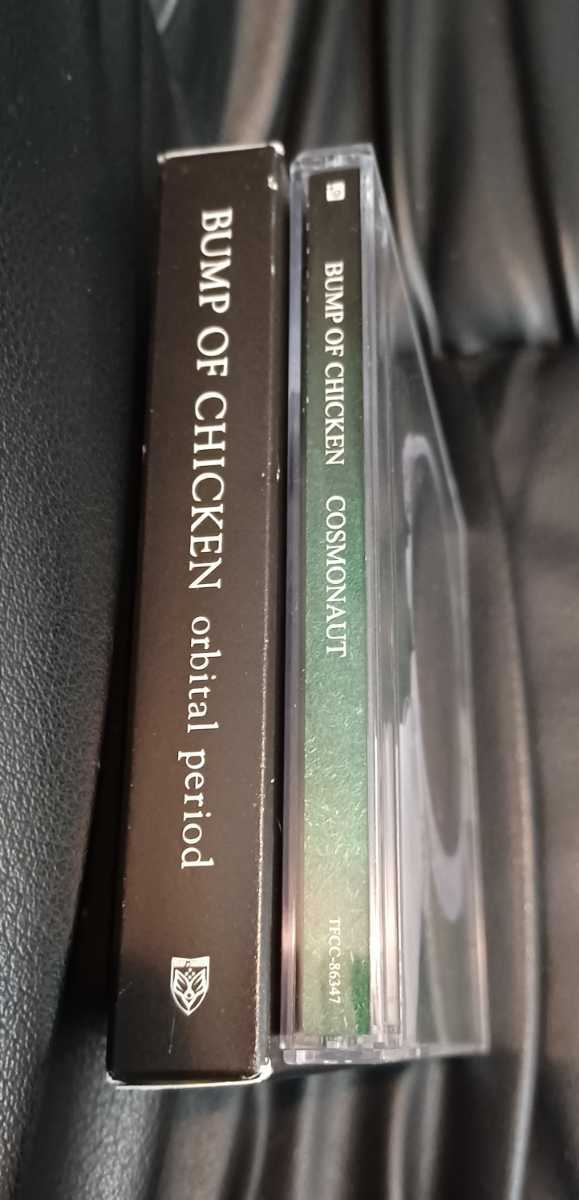 BUMP OF CHICKEN orbital period
BUMP OF CHICKEN COSMONAUT
TFCC-86347